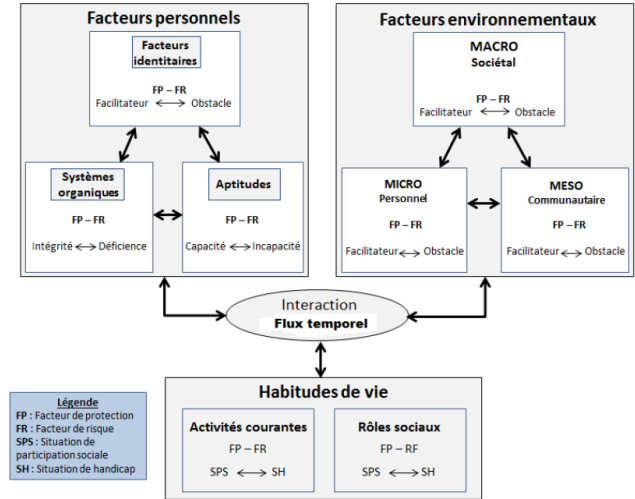 Facteurs personnels
Facteurs
identitaires
FP – FR
Facilitateur ⟷ Obstacle
Systèmes
organiques
FP – FR
Intégrité ⟷ Déficience
Aptitudes
FP – FR
Capacité ⟷ Incapacité
Facteurs environnementaux
MACRO
Sociétal
FP – FR
Facilitateur ⟷ Obstacle
MICRO
Personnel
FP – FR
Facilitateur ⟷ Obstacle
MESO
Communautaire
FP – FR
Facilitateur ⟷ Obstacle
Interaction
Flux temporel
Habitudes de vie
Activités courantes
FP – FR
SPS ⟷ SH
Rôles sociaux
FP – RF
SPS ⟷ SH
Légende
FP : Facteur de protection
FR : Facteur de risque
SPS : Situation de
participation sociale
SH : Situation de handicap